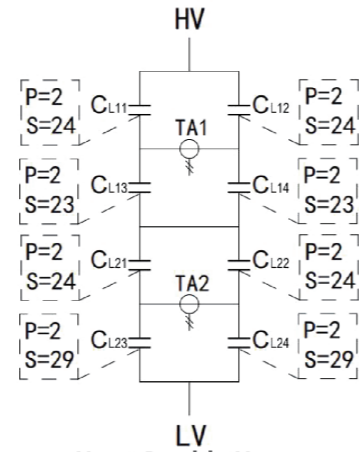 HV
P=2
S=24
CL11
CL12
P=2
S=24
TA1
P=2
S=23
CL13
CL14
P=2
S=23
P=2
S=24
CL21
CL22
P=2
S=24
TA2
P=2
S=29
CL23
CL24
P=2
S=29
LV